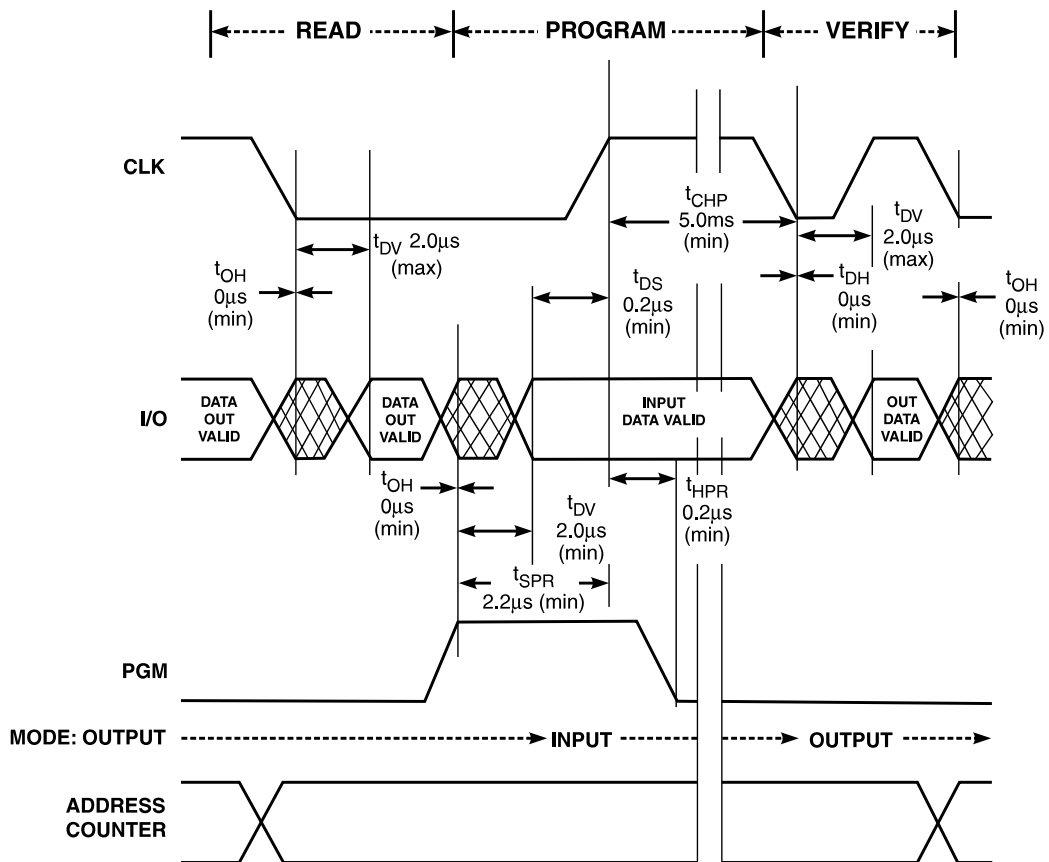 READ PROGRAM VERIFY
CLK
tCHP
5.0ms
(min)
tDV
2.0µs
(max)
tDV 2.0µs
(max)
tOH
0µs
(min)
tDS
0.2µs
(min)
tDH
0µs
(min)
tOH
0µs
(min)
I/O
DATA
OUT
VALID
DATA
OUT
VALID
INPUT
DATA VALID
OUT
DATA
VALID
tOH
0µs
(min)
tDV
2.0µs
(min)
tHPR
0.2µs
(min)
tSPR
2.2µs (min)
PGM
MODE: OUTPUT INPUT OUTPUT
ADDRESS
COUNTER